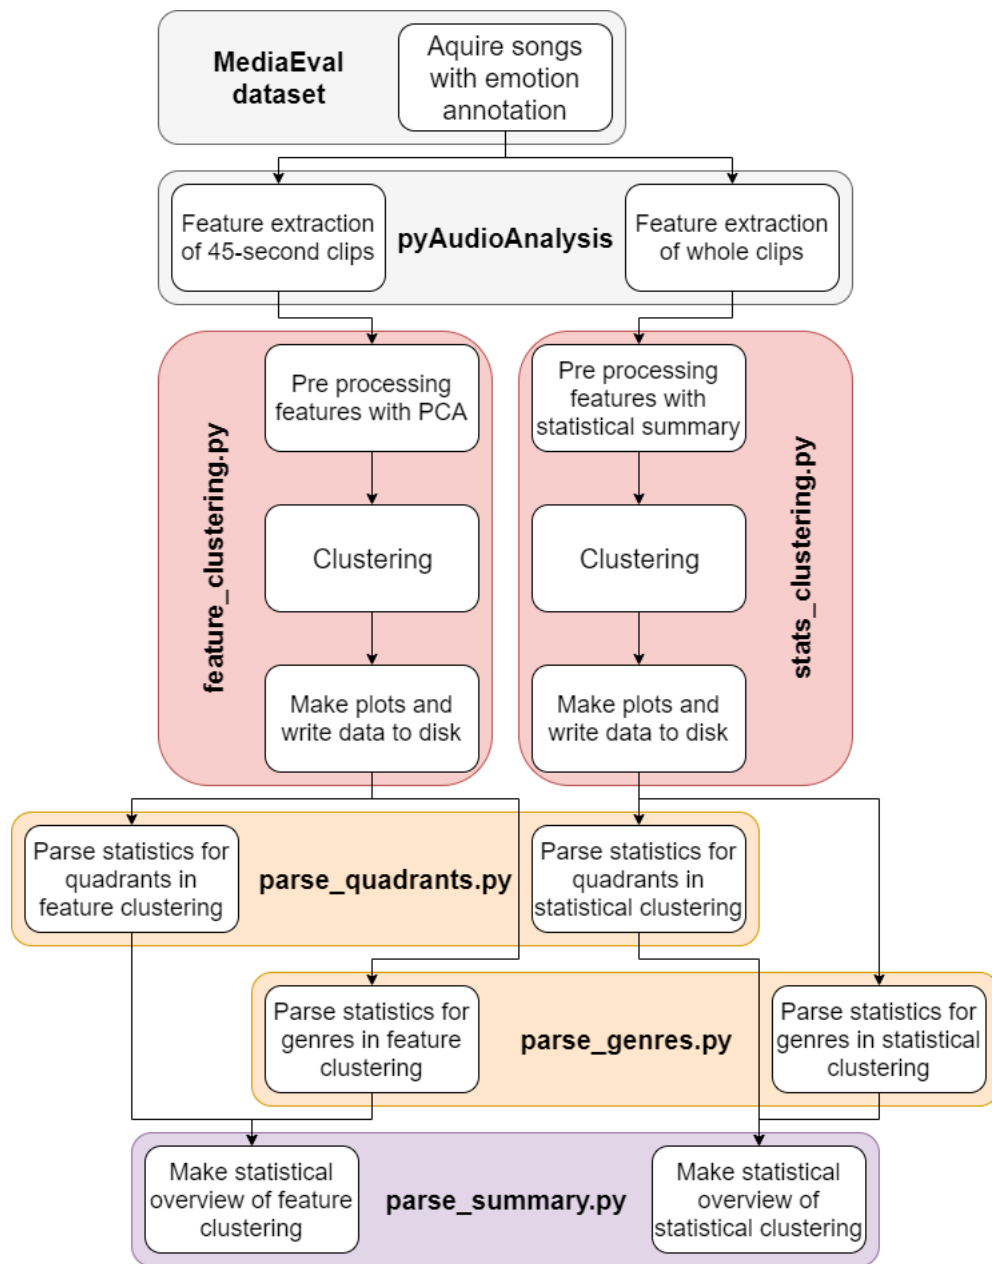 MediaEval
dataset
Aquire songs
with emotion
annotation
Feature extraction
of 45-second clips
pyAudioAnalysis
Feature extraction
of whole clips
feature_clustering.py
Pre processing
features with PCA
Clustering
Make plots and
write data to disk
Pre processing
features with
statistical summary
Clustering
Make plots and
write data to disk
stats_clustering.py
Parse statistics for
quadrants in
feature clustering
parse_quadrants.py
Parse statistics for
quadrants in
statistical clustering
Parse statistics for
genres in feature
clustering
parse_genres.py
Parse statistics for
genres in statistical
clustering
Make statistical
overview of feature
clustering
parse_summary.py
Make statistical
overview of
statistical clustering